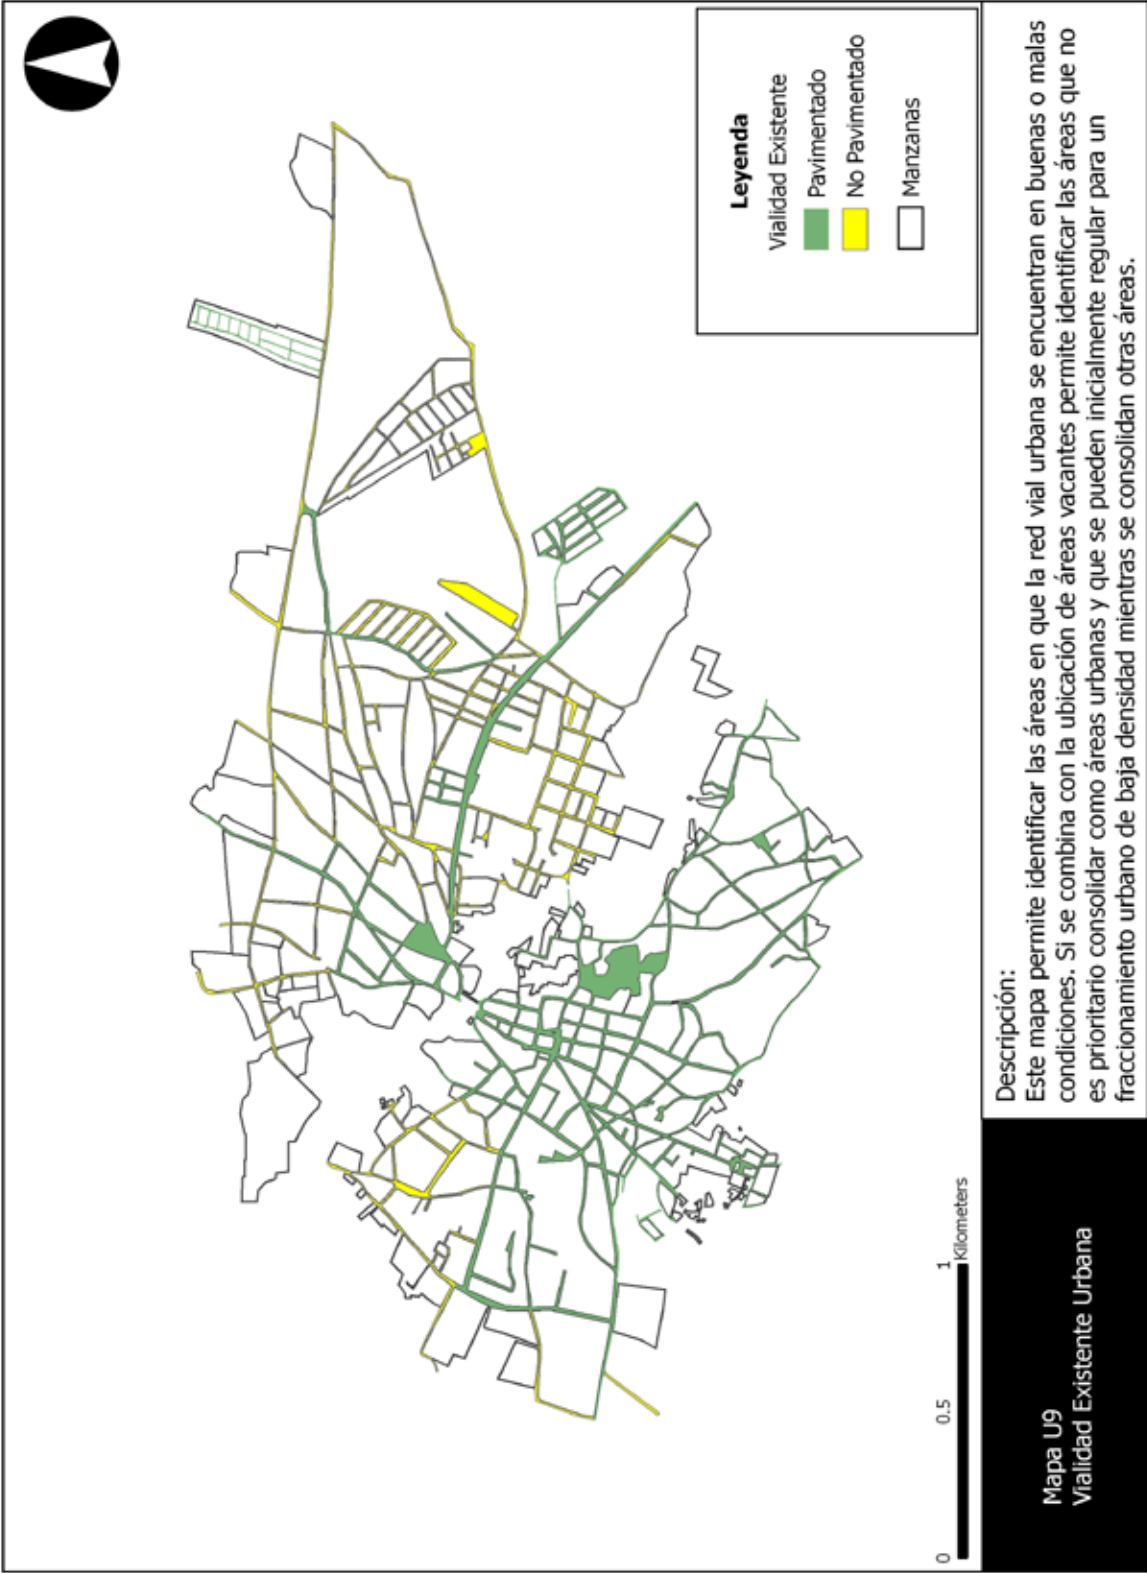 Leyenda
Vialidad Existente
Pavimentado
No Pavimentado
Manzanas
0 0.5 1
Kilometers
Mapa U9
Vialidad Existente Urbana
Descripción:
Este mapa permite identificar las áreas en que la red vial urbana se encuentran en buenas o malas
condiciones. Si se combina con la ubicación de áreas vacantes permite identificar las áreas que no
es prioritario consolidar como áreas urbanas y que se pueden inicialmente regular para un
fraccionamiento urbano de baja densidad mientras se consolidan otras áreas.